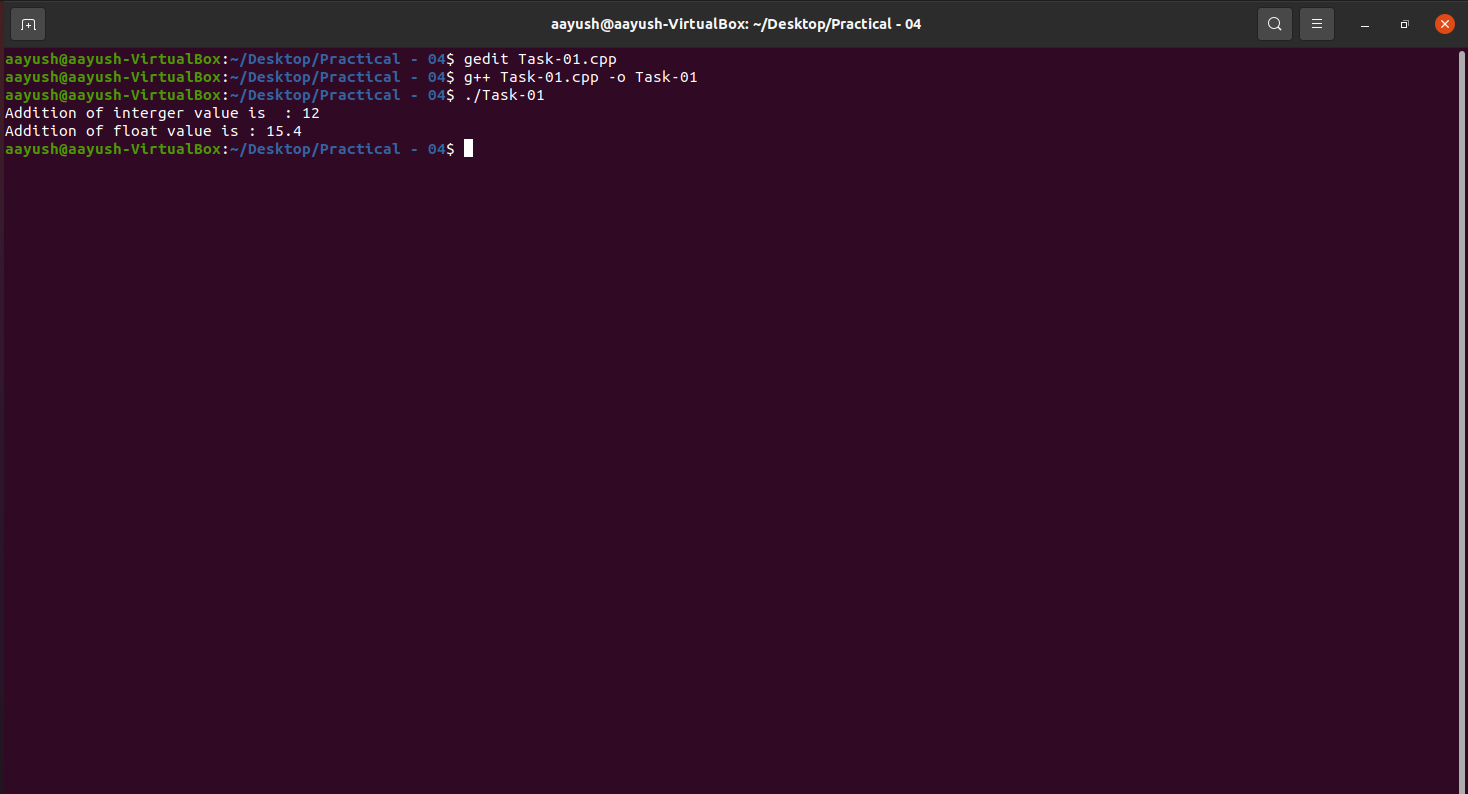 aayush@aayush-VirtualBox: ~/Desktop/Practical - 04
aayush@aayush-VirtualBox:~/Desktop/Practical - 04$ gedit Task-01.cpp
aayush@aayush-VirtualBox:~/Desktop/Practical - 04$ g++ Task-01.cpp -o Task-01
aayush@aayush-VirtualBox:~/Desktop/Practical - 04$ ./Task-01
Addition of interger value is  : 12
Addition of float value is : 15.4
aayush@aayush-VirtualBox:~/Desktop/Practical - 04$